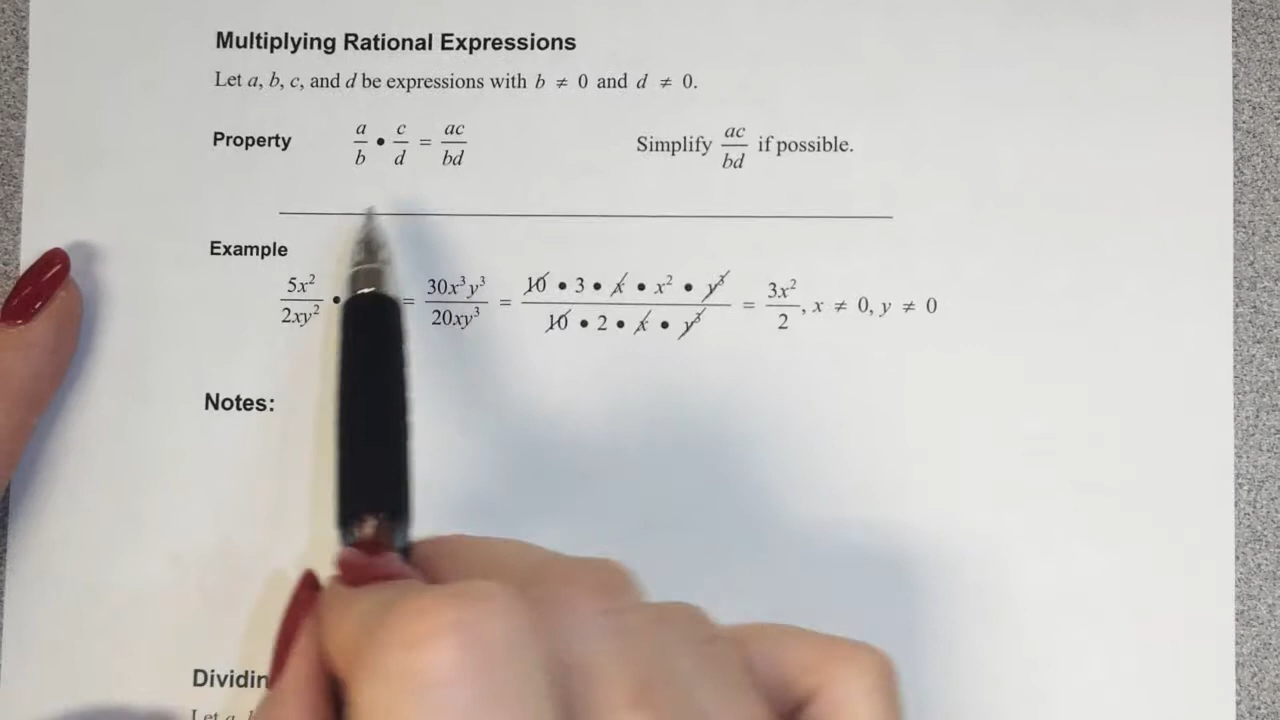 Multiplying Rational Expressions
Let a, b, c, and d be expressions with b ≠ 0 and d ≠ 0.
Property a/b • c/d = ac/bd Simplify ac/bd if possible.
Example
5x²/2xy² • = 30x³y³/20xy³ = 10 • 3 • x • x² • y³/10 • 2 • x • y³ = 3x²/2, x ≠ 0, y ≠ 0
Notes:
Dividin
Let a,